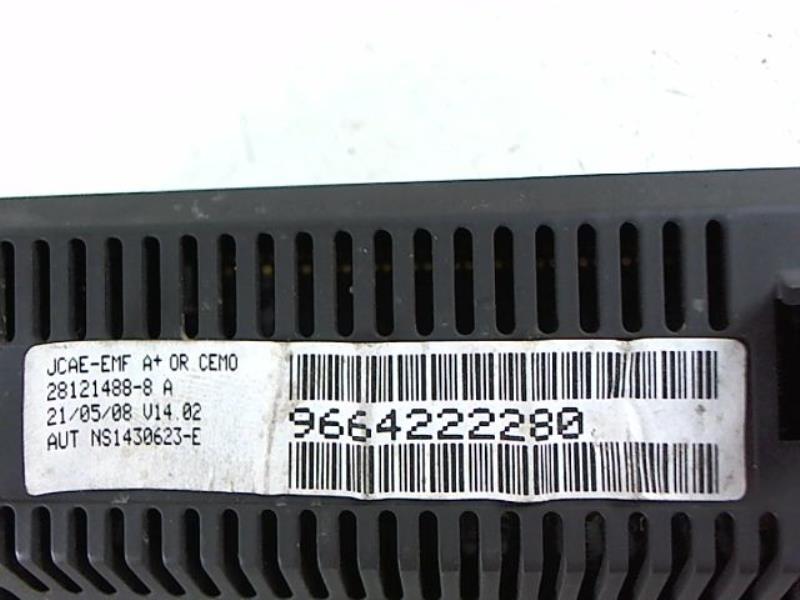 JCAE-EMF A+ OR CEMO
28121488-8 A
21/05/08 V14.02
AUT NS1430623-E
9664222280